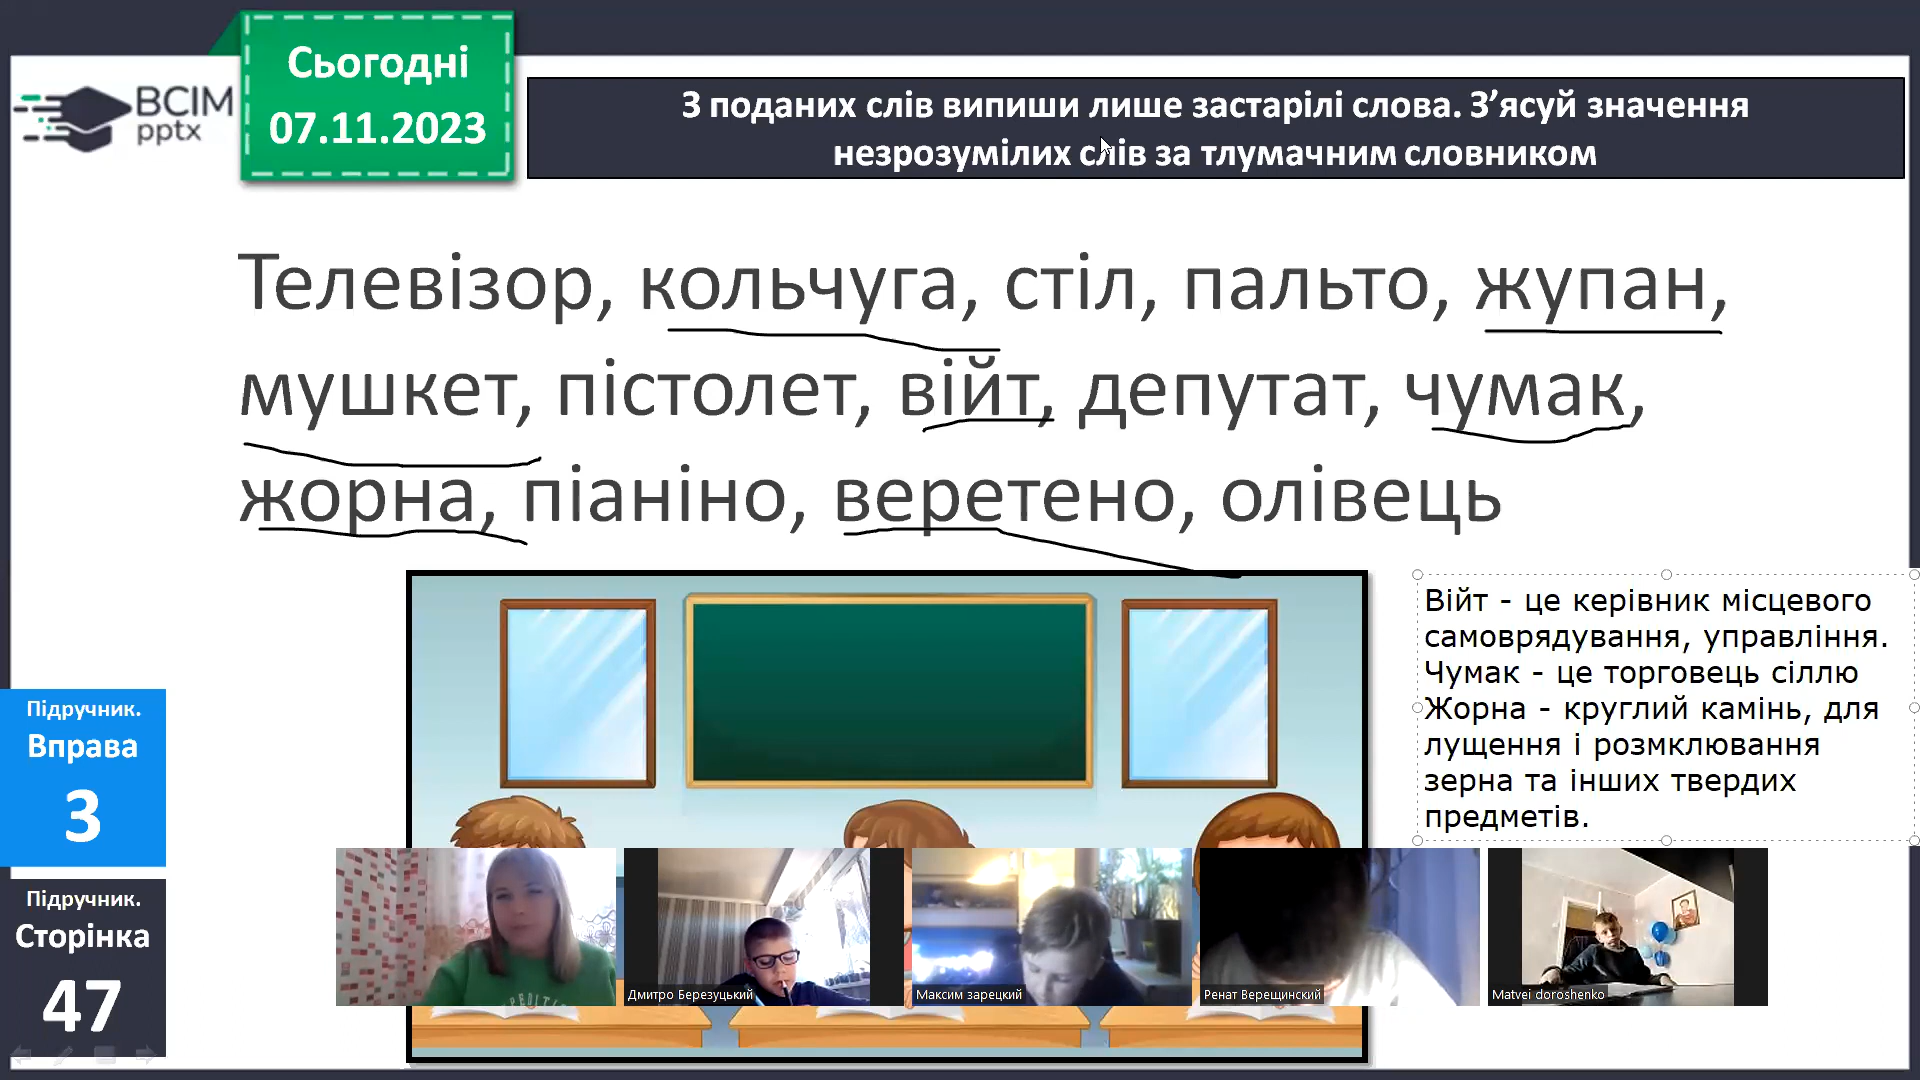 Сьогодні
07.11.2023
BCIM
pptx
З поданих слів випиши лише застарілі слова. З’ясуй значення
незрозумілих слів за тлумачним словником
Телевізор, кольчуга, стіл, пальто, жупан,
мушкет, пістолет, війт, депутат, чумак,
жорна, піаніно, веретено, олівець
Війт - це керівник місцевого
самоврядування, управління.
Чумак - це торговець сіллю
Жорна - круглий камінь, для
лущення і розмклювання
зерна та інших твердих
предметів.
Підручник.
Вправа
3
Підручник.
Сторінка
47
Дмитро Березуцький
Максим зарецкий
Ренат Верещинский
Matvei doroshenko